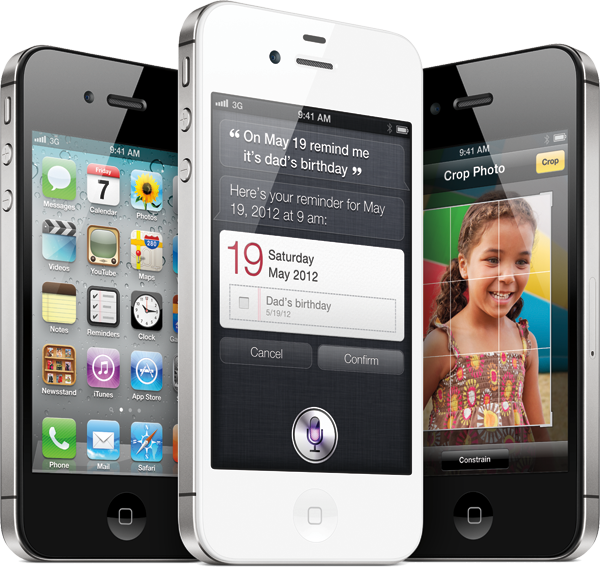 3G
9:41 AM
Friday
7
Messages
Calendar
Photos
280
Videos
YouTube
Maps
Notes
Reminders
Clock
Newsstand
iTunes
App Store
Phone
Mail
Safari
3G
9:41 AM
“ On May 19 remind me
it's dad's birthday ”
Here's your reminder for May
19, 2012 at 9 am:
19
Saturday
May 2012
Dad's birthday
5/19/12
Cancel
Confirm
9:41 AM
Crop Photo
Crop
Constrain